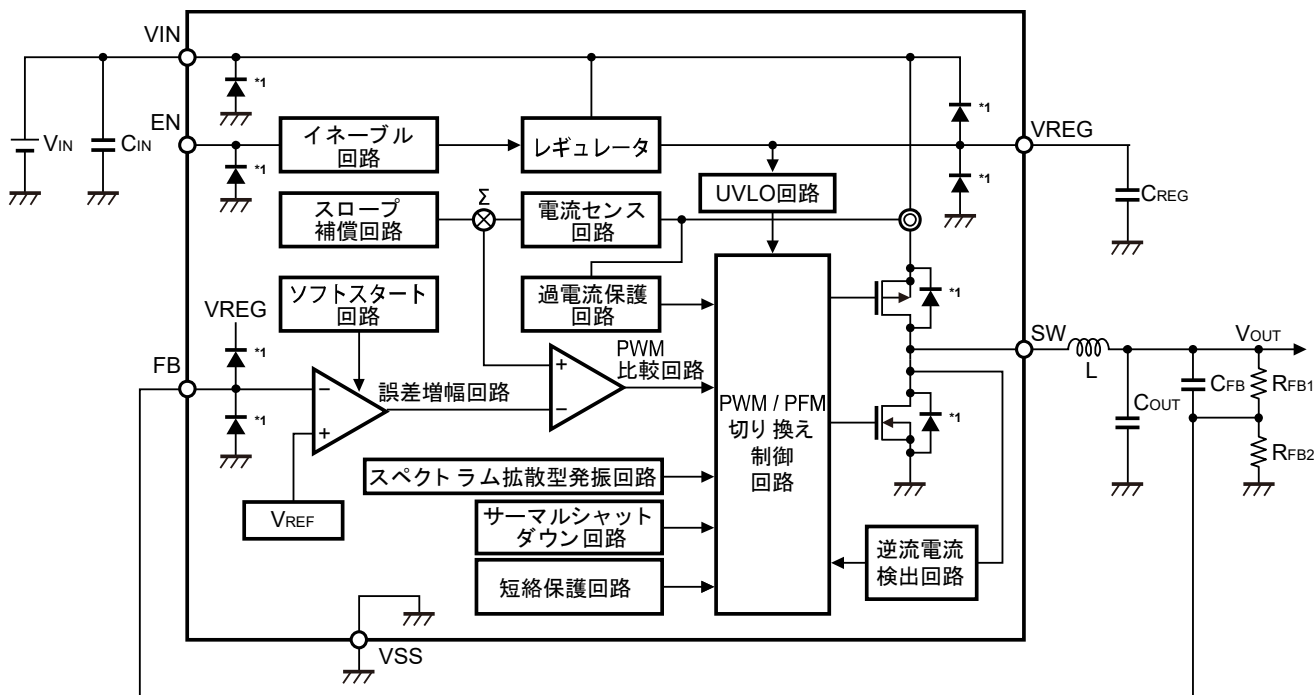 VIN
*1
*1
EN
VIN
CIN
*1
イネーブル
回路
レギュレータ
VREG
*1
UVLO回路
CREG
Σ
スロープ
補償回路
電流センス
回路
ソフトスタート
回路
過電流保護
回路
*1
VREG
*1
FB
*1
誤差増幅回路
PWM
比較回路
+
−
−
+
SW
L
VOUT
CFB
RFB1
COUT
RFB2
PWM / PFM
切り換え
制御
回路
*1
スペクトラム拡散型発振回路
VREF
サーマルシャット
ダウン回路
逆流電流
検出回路
短絡保護回路
VSS